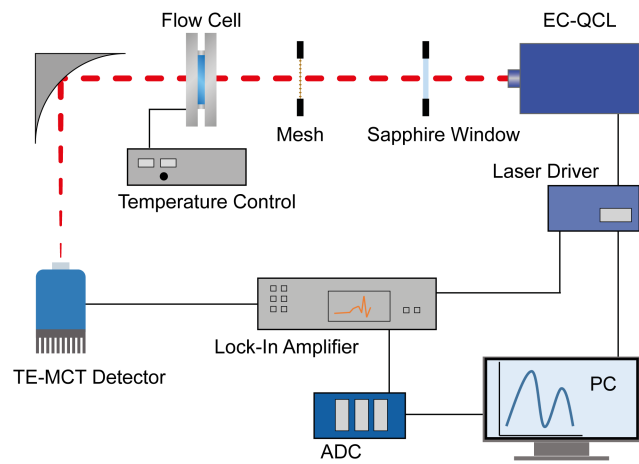 Flow Cell
EC-QCL
Mesh
Sapphire Window
Laser Driver
Temperature Control
Lock-In Amplifier
TE-MCT Detector
PC
ADC